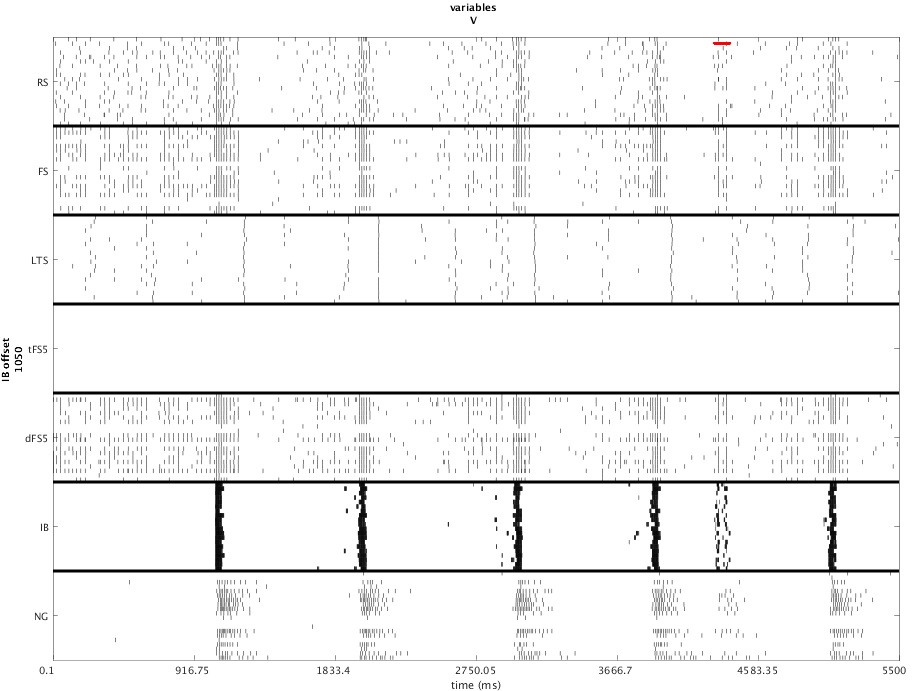 variables
V
RS
FS
LTS
tFS5
dFS5
IB
NG
IB offset
1050
0.1 916.75 1833.4 2750.05 3666.7 4583.35 5500
time (ms)